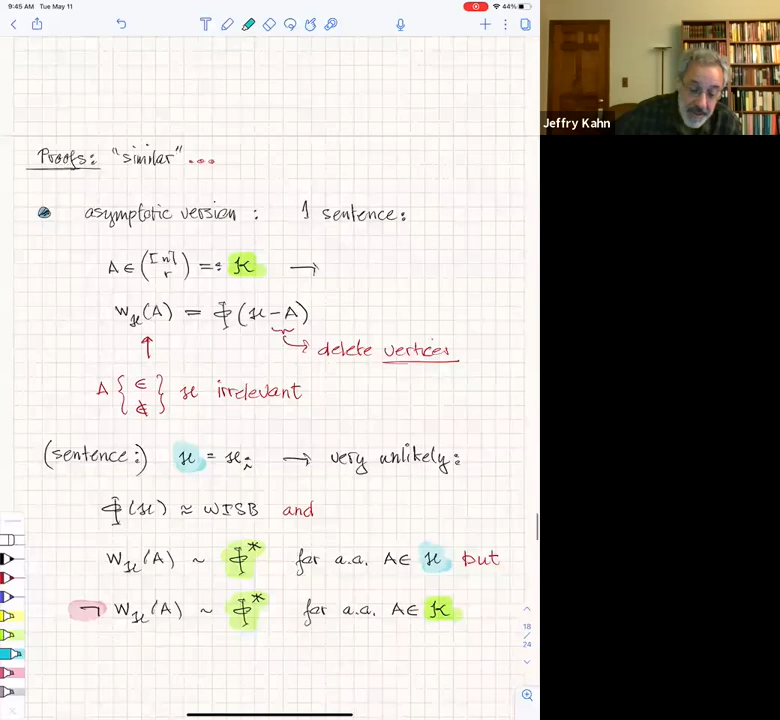 9:45 AM Tue May 11
44%
Jeffry Kahn
Proofs: "similar" ...
asymptotic version: 1 sentence:
A ∈ ([n] r) =: K →
W_ℋ(A) = Φ(ℋ - A)
→ delete vertices
A { ∈ ∉ } ℋ irrelevant
(sentence:) ℋ = ℋ_i → very unlikely:
Φ(ℋ) ≈ WISB and
W_ℋ(A) ~ Φ* for a.a. A ∈ ℋ but
¬ W_ℋ(A) ~ Φ* for a.a. A ∈ K
18
/
24